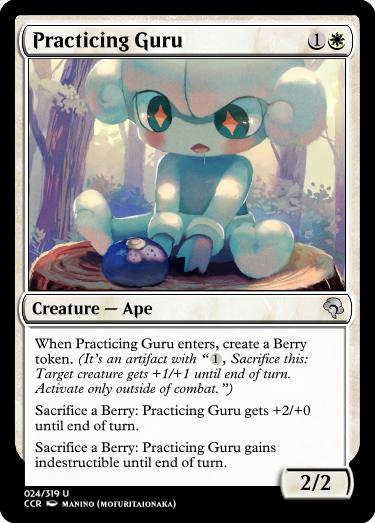 Practicing Guru 1
Creature — Ape
When Practicing Guru enters, create a Berry
token. (It's an artifact with “1, Sacrifice this:
Target creature gets +1/+1 until end of turn.
Activate only outside of combat.”)
Sacrifice a Berry: Practicing Guru gets +2/+0
until end of turn.
Sacrifice a Berry: Practicing Guru gains
indestructible until end of turn.
2/2
024/319 U
CCR MANINO (MOFURITAIONAKA)